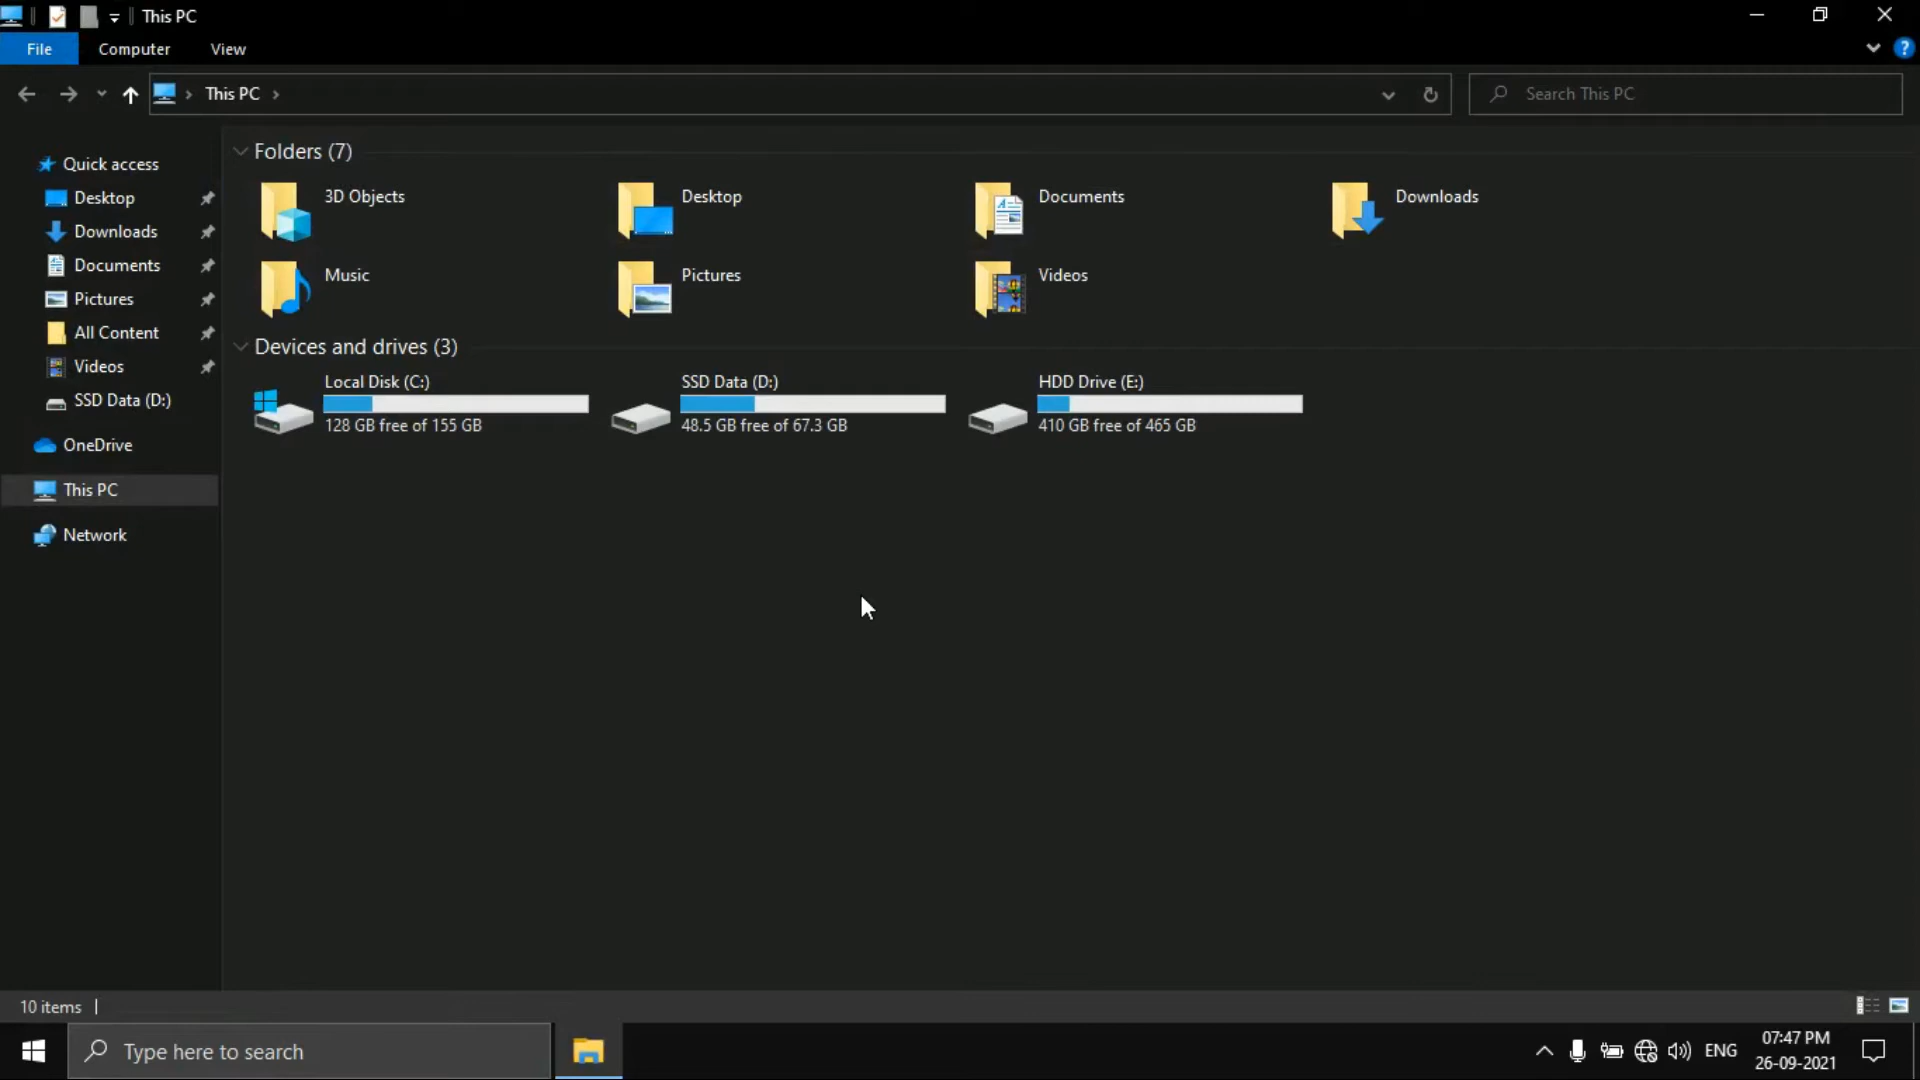 This PC
File Computer View
This PC
Search This PC
Quick access
Desktop
Downloads
Documents
Pictures
All Content
Videos
SSD Data (D:)
OneDrive
This PC
Network
Folders (7)
3D Objects
Desktop
Documents
Downloads
Music
Pictures
Videos
Devices and drives (3)
Local Disk (C:)
128 GB free of 155 GB
SSD Data (D:)
48.5 GB free of 67.3 GB
HDD Drive (E:)
410 GB free of 465 GB
10 items
Type here to search
ENG
07:47 PM
26-09-2021